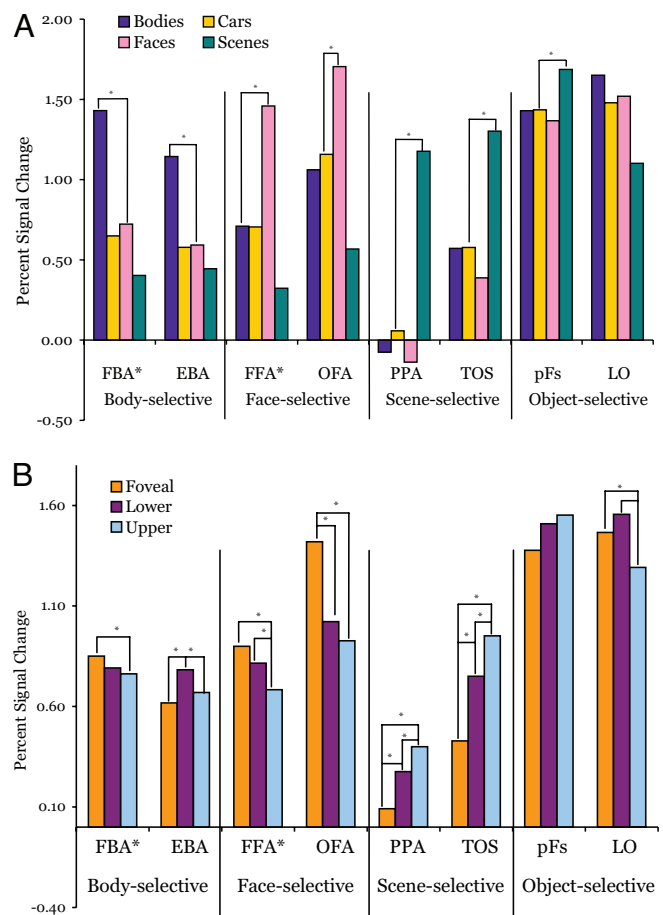 A
2.00
Bodies
Cars
Faces
Scenes
*
*
*
*
*
*
*
1.50
1.00
0.50
0.00
-0.50
Percent Signal Change
FBA* EBA FFA* OFA PPA TOS pFs LO
Body-selective Face-selective Scene-selective Object-selective
B
Foveal
Lower
Upper
1.60
1.10
0.60
0.10
-0.40
Percent Signal Change
*
* *
*
*
*
*
*
*
*
*
*
*
*
FBA* EBA FFA* OFA PPA TOS pFs LO
Body-selective Face-selective Scene-selective Object-selective